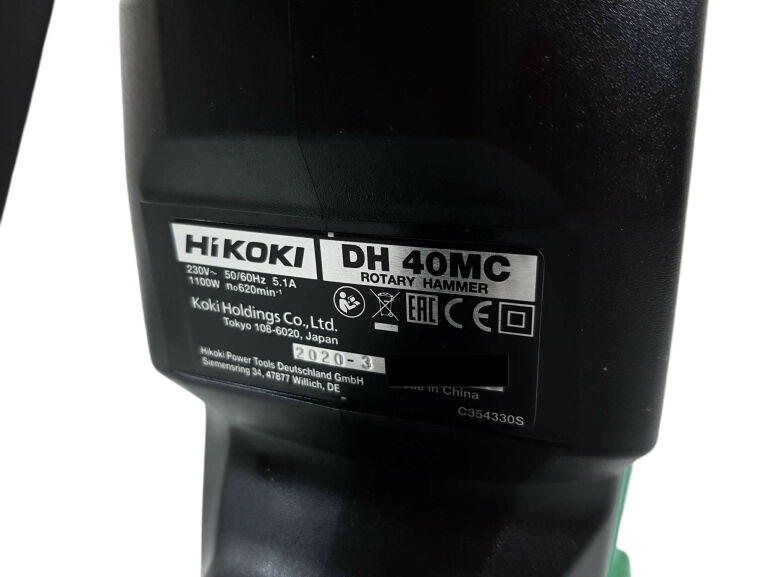 HiKOKI
DH 40MC
ROTARY HAMMER
230V~ 50/60Hz 5.1A
1100W n₀620min⁻¹
Koki Holdings Co., Ltd.
Tokyo 108-6020, Japan
EAC CE
2020-3
Hikoki Power Tools Deutschland GmbH
Siemensring 34, 47877 Willich, DE
in China
C354330S